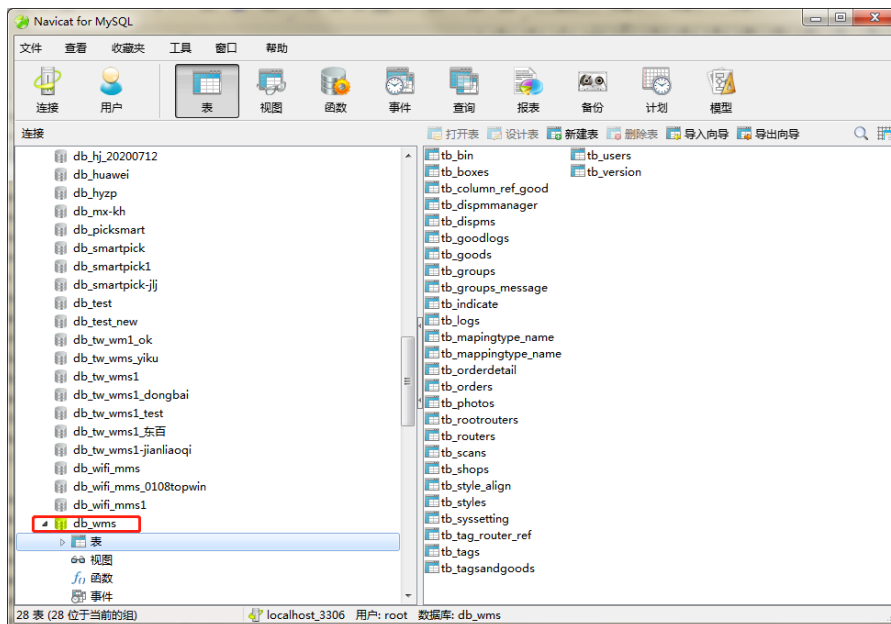 Navicat for MySQL
文件 查看 收藏夹 工具 窗口 帮助
连接 用户 表 视图 函数 事件 查询 报表 备份 计划 模型
连接
打开表 设计表 新建表 删除表 导入向导 导出向导
db_hj_20200712
db_huawei
db_hyzp
db_mx-kh
db_picksmart
db_smartpick
db_smartpick1
db_smartpick-jlj
db_test
db_test_new
db_tw_wm1_ok
db_tw_wms_yiku
db_tw_wms1
db_tw_wms1_dongbai
db_tw_wms1_test
db_tw_wms1_东百
db_tw_wms1-jianliaoqi
db_wifi_mms
db_wifi_mms_0108topwin
db_wifi_mms1
db_wms
表
视图
函数
事件
tb_bin
tb_boxes
tb_column_ref_good
tb_dispmmanager
tb_dispms
tb_goodlogs
tb_goods
tb_groups
tb_groups_message
tb_indicate
tb_logs
tb_mapingtype_name
tb_mappingtype_name
tb_orderdetail
tb_orders
tb_photos
tb_rootrouters
tb_routers
tb_scans
tb_shops
tb_style_align
tb_styles
tb_syssetting
tb_tag_router_ref
tb_tags
tb_tagsandgoods
tb_users
tb_version
28 表 (28 位于当前的组) localhost_3306 用户: root 数据库: db_wms